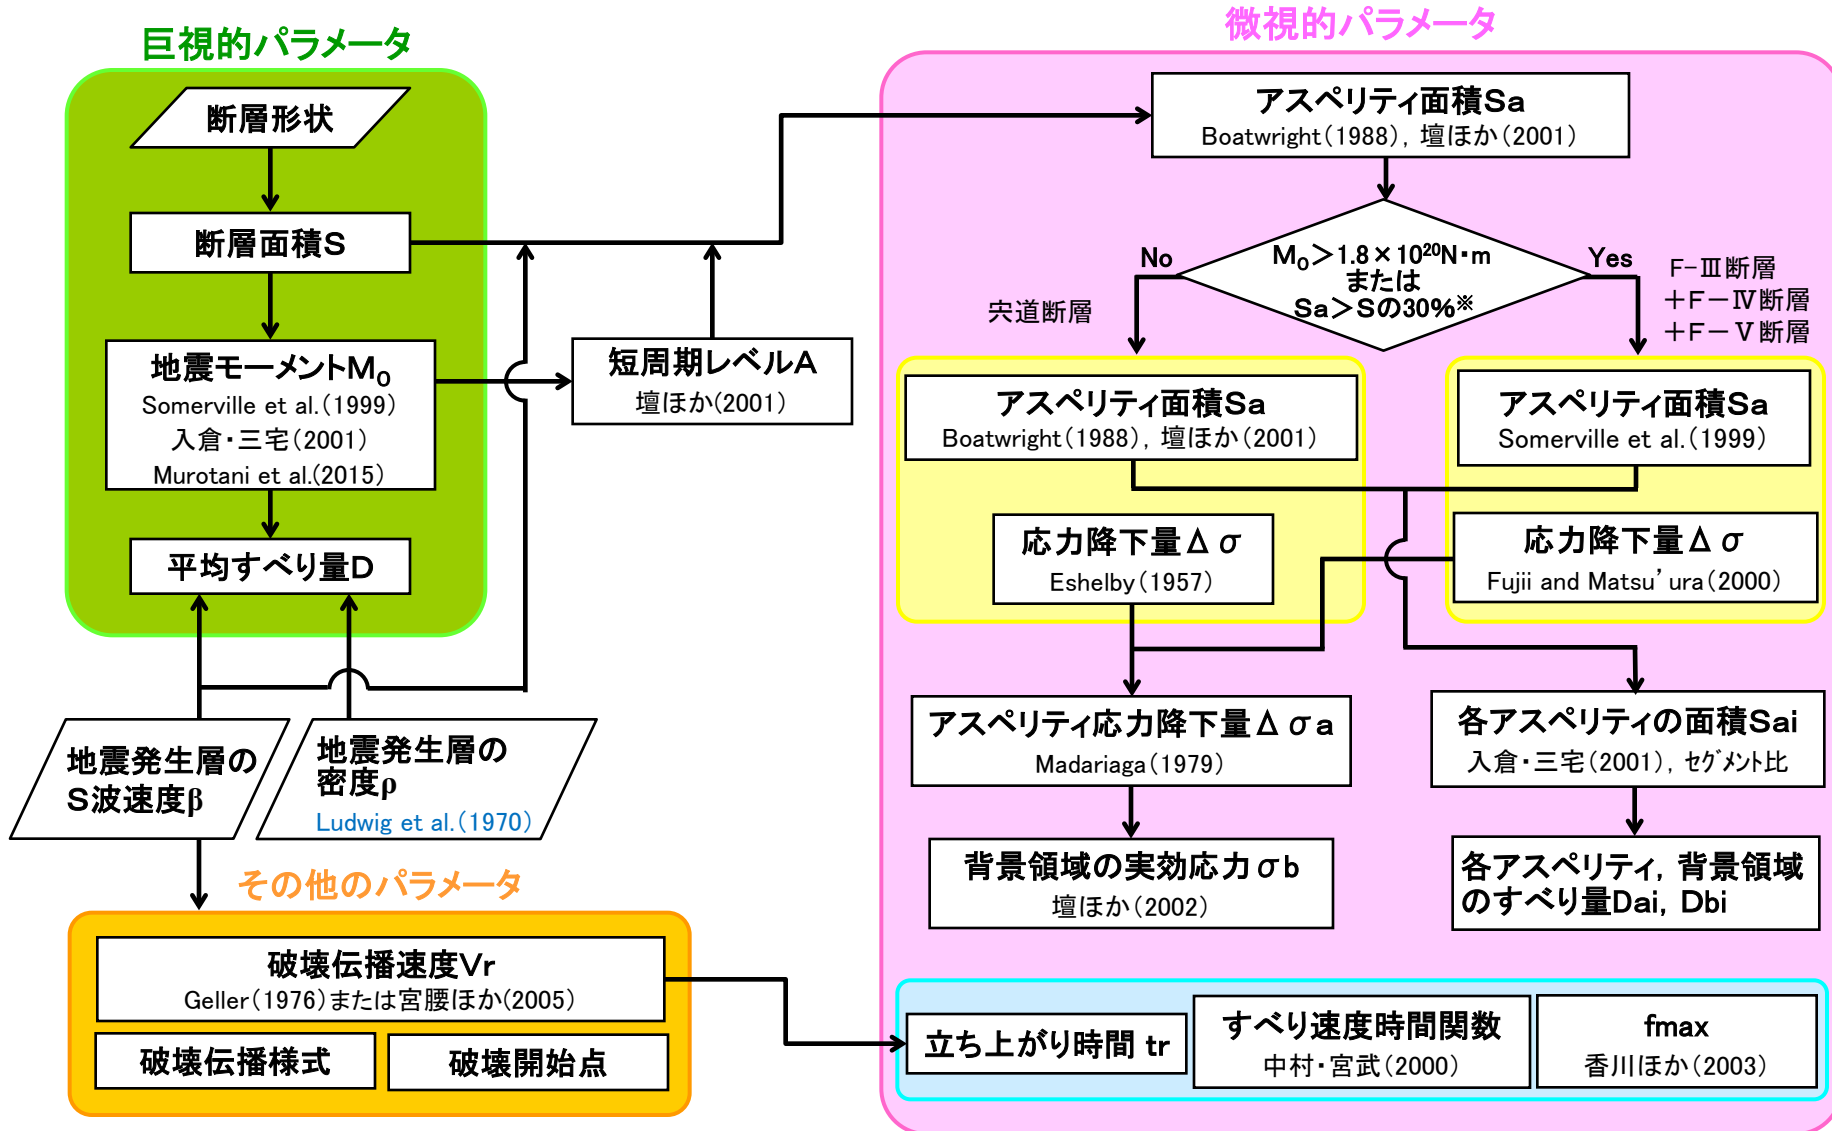 巨視的パラメータ
断層形状
断層面積S
地震モーメントM₀
Somerville et al.(1999)
入倉・三宅(2001)
Murotani et al.(2015)
平均すべり量D
短周期レベルA
壇ほか(2001)
地震発生層の
S波速度β
地震発生層の
密度ρ
Ludwig et al.(1970)
その他のパラメータ
破壊伝播速度Vr
Geller(1976)または宮腰ほか(2005)
破壊伝播様式
破壊開始点
微視的パラメータ
アスペリティ面積Sa
Boatwright(1988), 壇ほか(2001)
M₀>1.8×10²⁰N・m
または
Sa>Sの30%※
No
Yes
宍道断層
F-Ⅲ断層
+F-Ⅳ断層
+F-Ⅴ断層
アスペリティ面積Sa
Boatwright(1988), 壇ほか(2001)
アスペリティ面積Sa
Somerville et al.(1999)
応力降下量Δσ
Eshelby(1957)
応力降下量Δσ
Fujii and Matsu'ura(2000)
アスペリティ応力降下量Δσa
Madariaga(1979)
各アスペリティの面積Sai
入倉・三宅(2001), セグメント比
背景領域の実効応力σb
壇ほか(2002)
各アスペリティ, 背景領域
のすべり量Dai, Dbi
立ち上がり時間 tr
すべり速度時間関数
中村・宮武(2000)
fmax
香川ほか(2003)